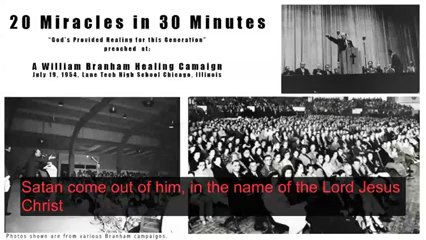 20 Miracles in 30 Minutes
"God's Provided Healing for this Generation"
preached at:
A William Branham Healing Camaign
July 19, 1954, Lane Tech High School Chicago, Illinois
Satan come out of him, in the name of the Lord Jesus
Christ
Photos shown are from various Branham campaigns.